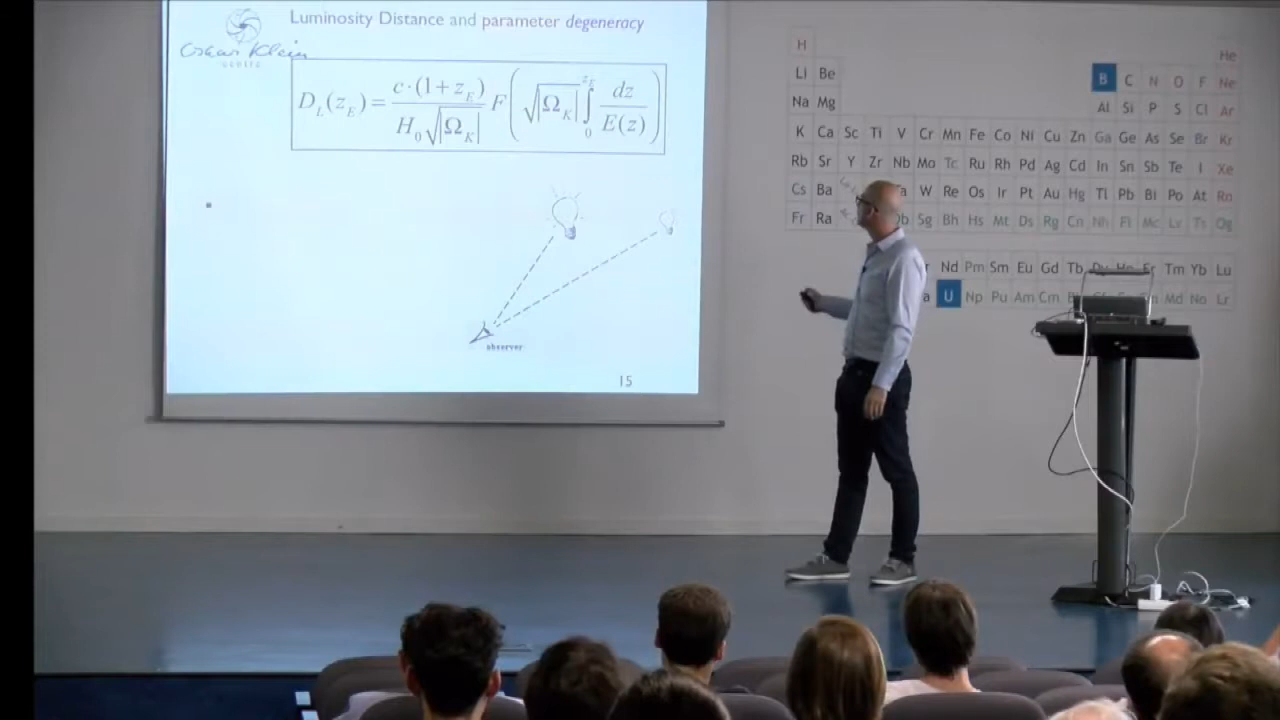 Luminosity Distance and parameter degeneracy
Oskar Klein
centre
D_L(z_E) = c·(1+z_E) / H_0 √|Ω_K| F( √|Ω_K| ∫_0^{z_E} dz / E(z) )
observer
15
H He
Li Be B C N O F Ne
Na Mg Al Si P S Cl Ar
K Ca Sc Ti V Cr Mn Fe Co Ni Cu Zn Ga Ge As Se Br Kr
Rb Sr Y Zr Nb Mo Tc Ru Rh Pd Ag Cd In Sn Sb Te I Xe
Cs Ba a W Re Os Ir Pt Au Hg Tl Pb Bi Po At Rn
Fr Ra Db Sg Bh Hs Mt Ds Rg Cn Nh Fl Mc Lv Ts Og
r Nd Pm Sm Eu Gd Tb Dy Ho Er Tm Yb Lu
a U Np Pu Am Cm Md No Lr